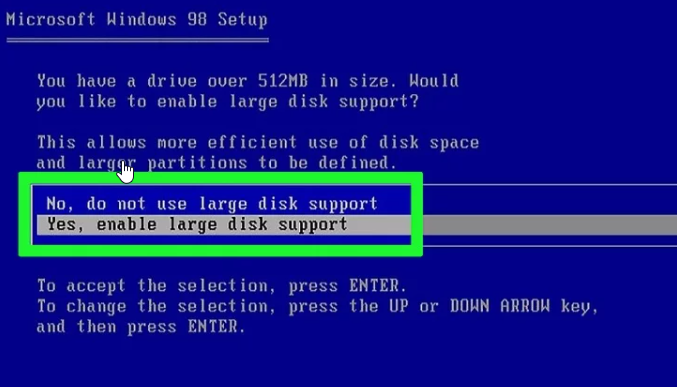 Microsoft Windows 98 Setup
You have a drive over 512MB in size. Would
you like to enable large disk support?
This allows more efficient use of disk space
and larger partitions to be defined.
No, do not use large disk support
Yes, enable large disk support
To accept the selection, press ENTER.
To change the selection, press the UP or DOWN ARROW key,
and then press ENTER.